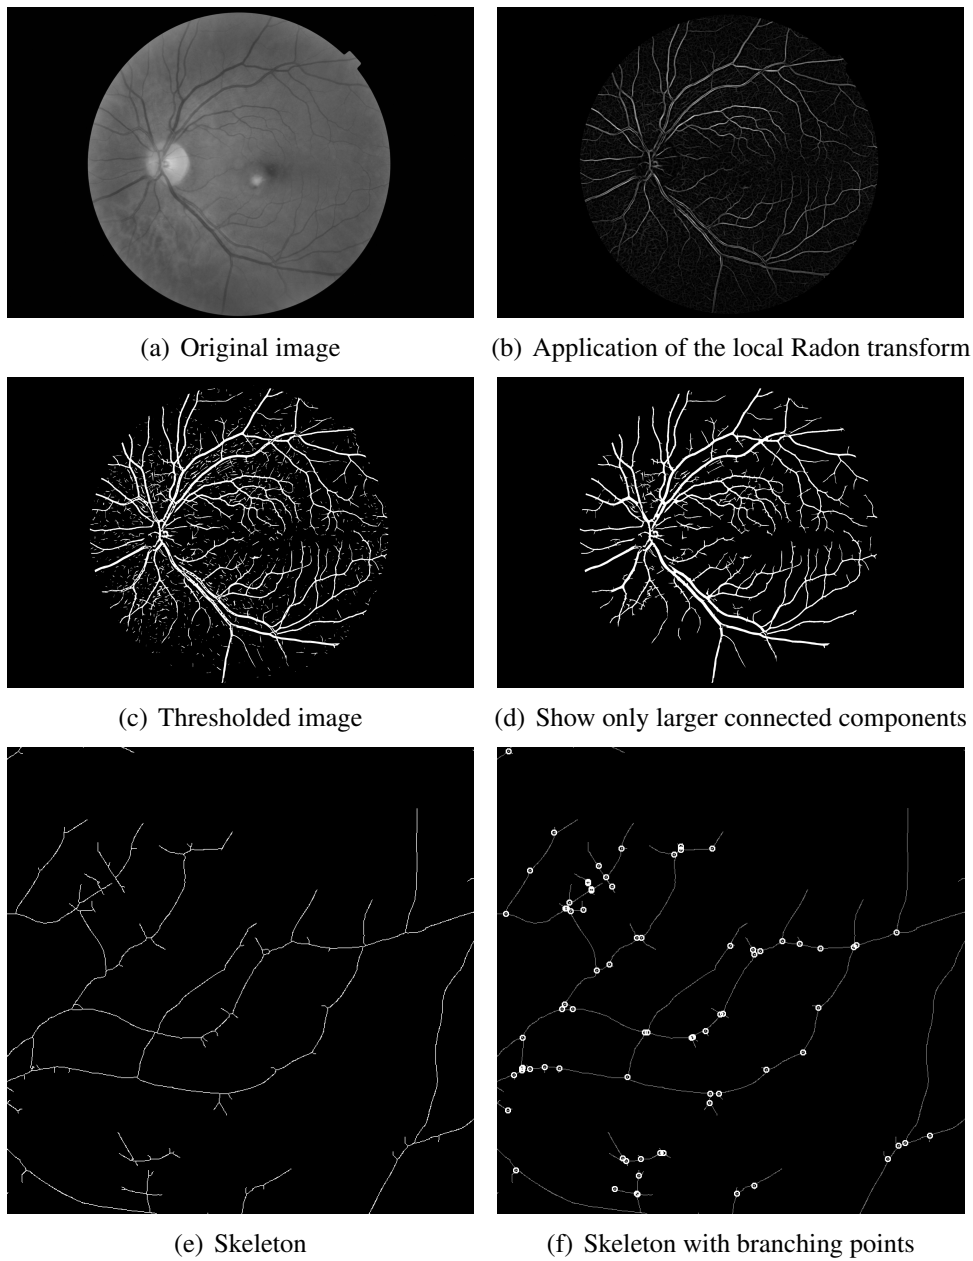 (a) Original image
(b) Application of the local Radon transform
(c) Thresholded image
(d) Show only larger connected components
(e) Skeleton
(f) Skeleton with branching points